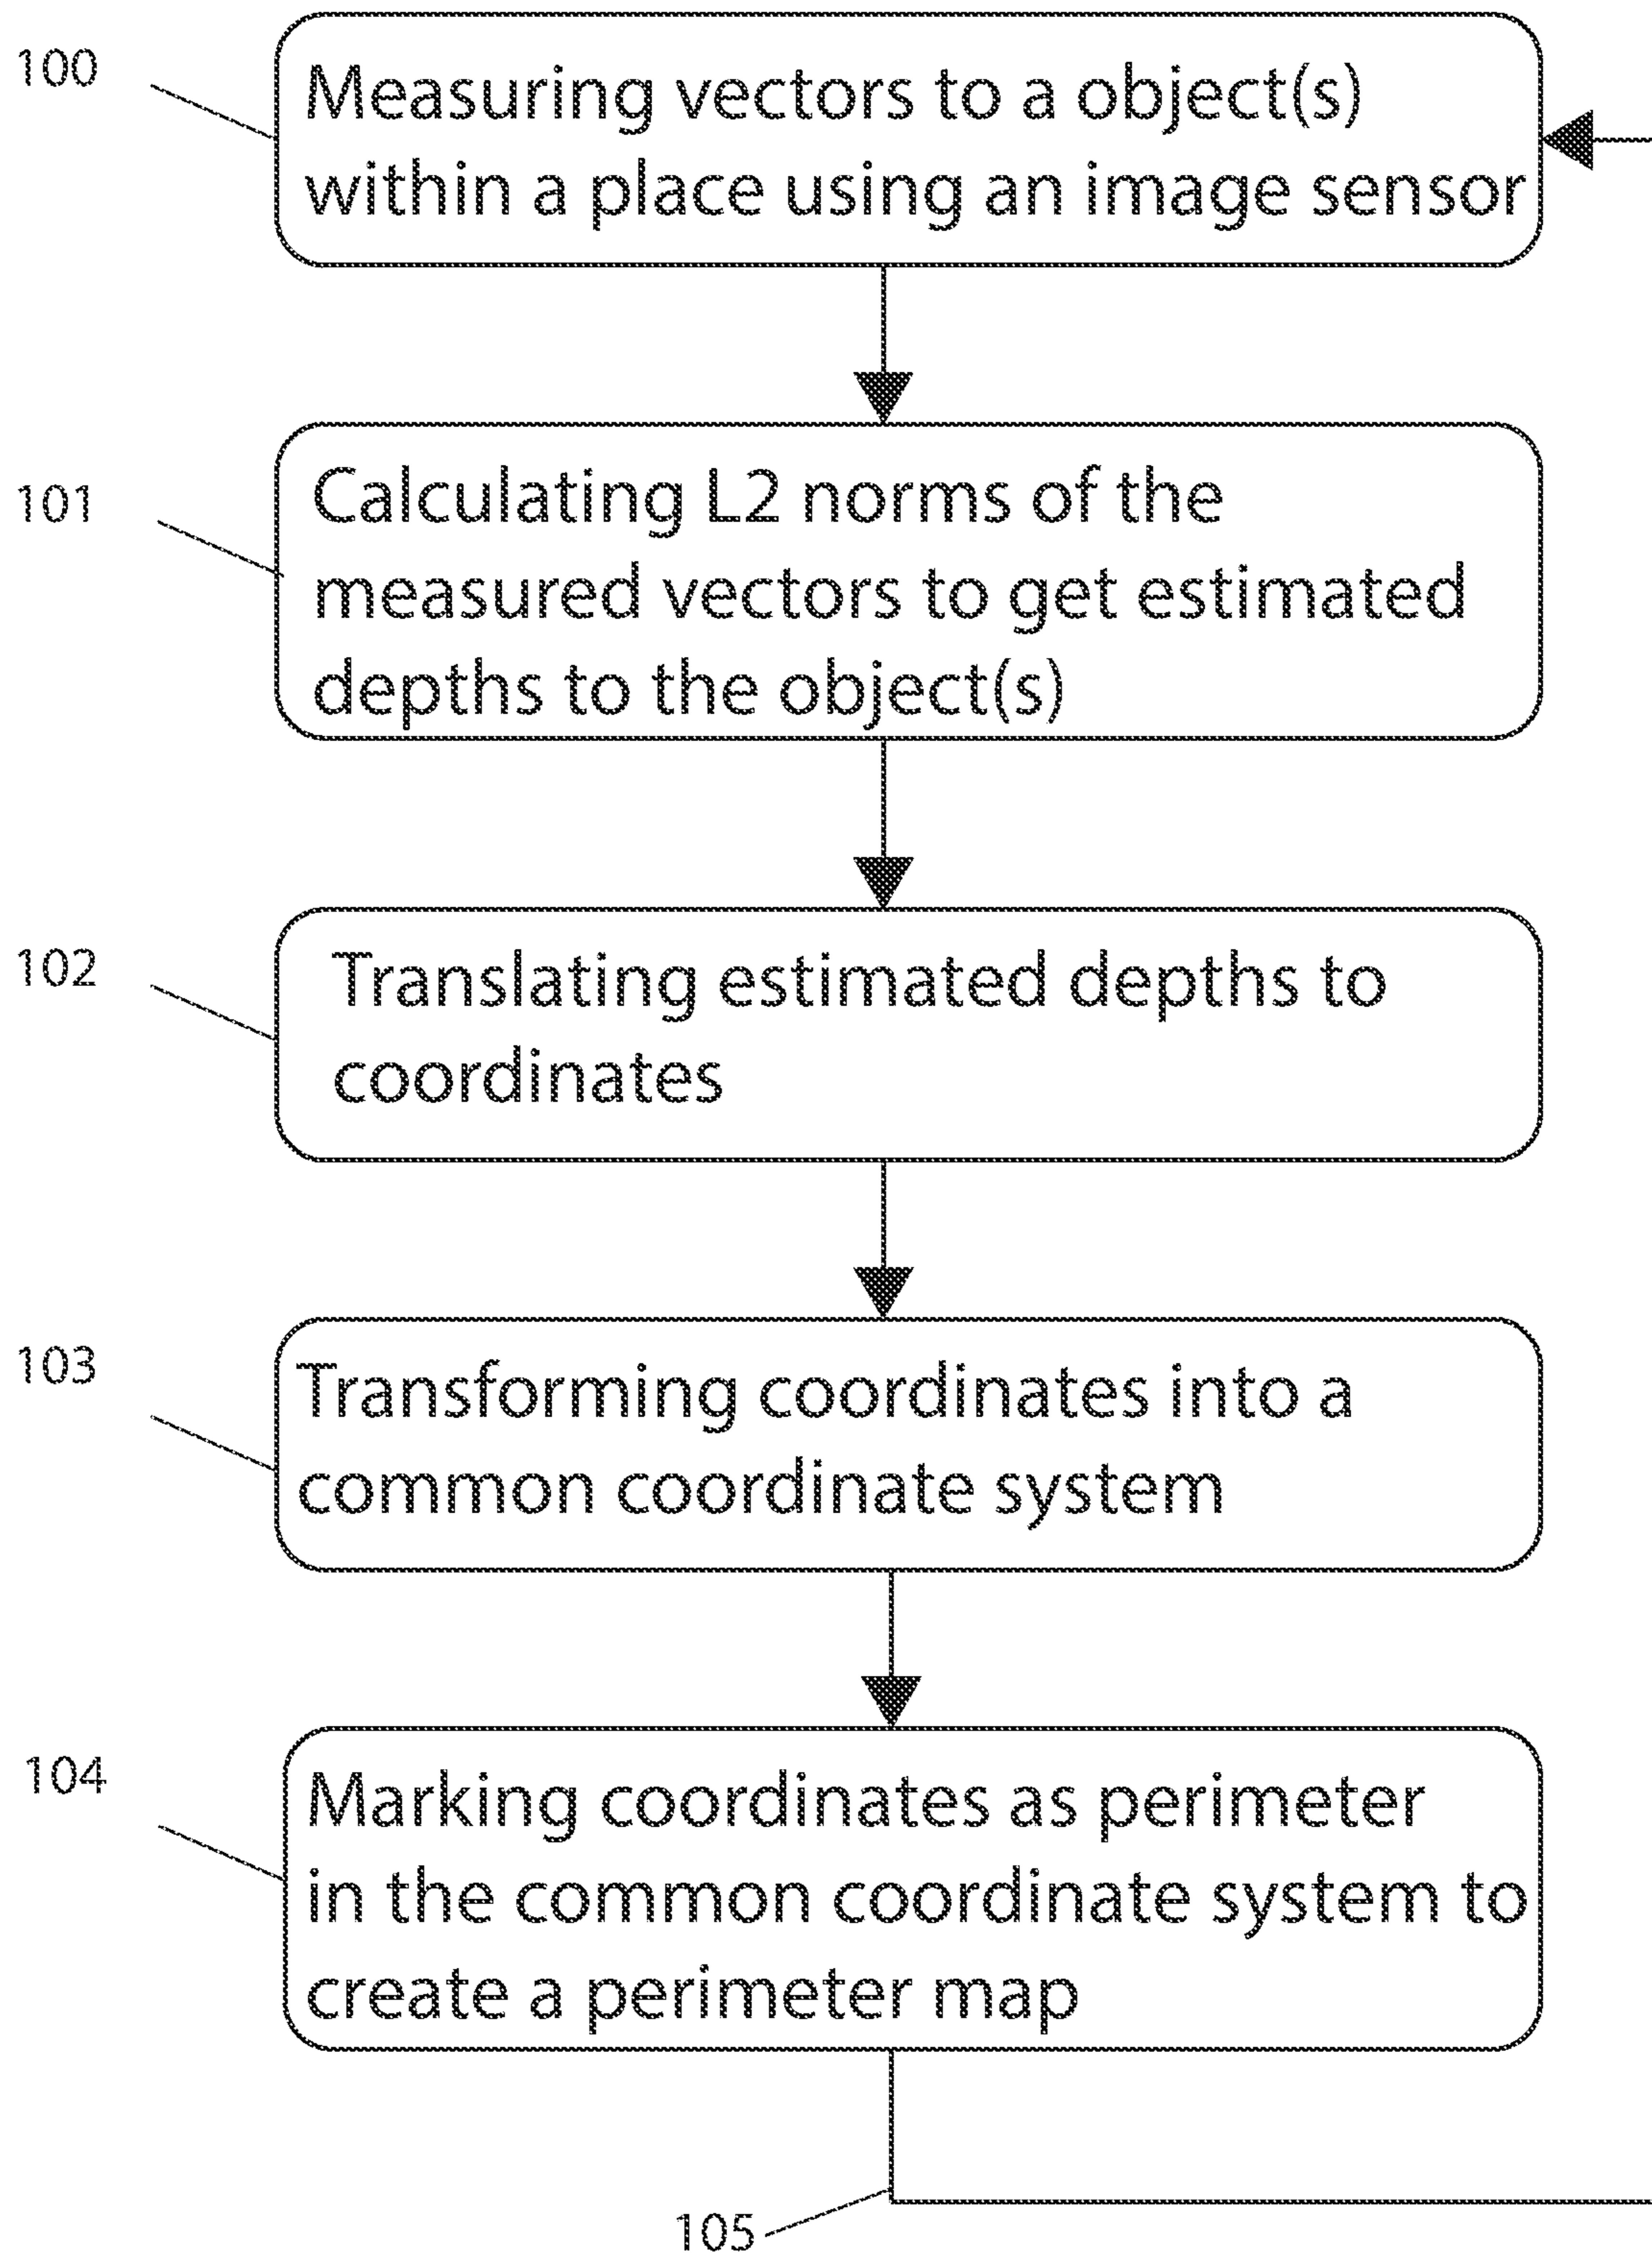 100
Measuring vectors to a object(s)
within a place using an image sensor
101
Calculating L2 norms of the
measured vectors to get estimated
depths to the object(s)
102
Translating estimated depths to
coordinates
103
Transforming coordinates into a
common coordinate system
104
Marking coordinates as perimeter
in the common coordinate system to
create a perimeter map
105